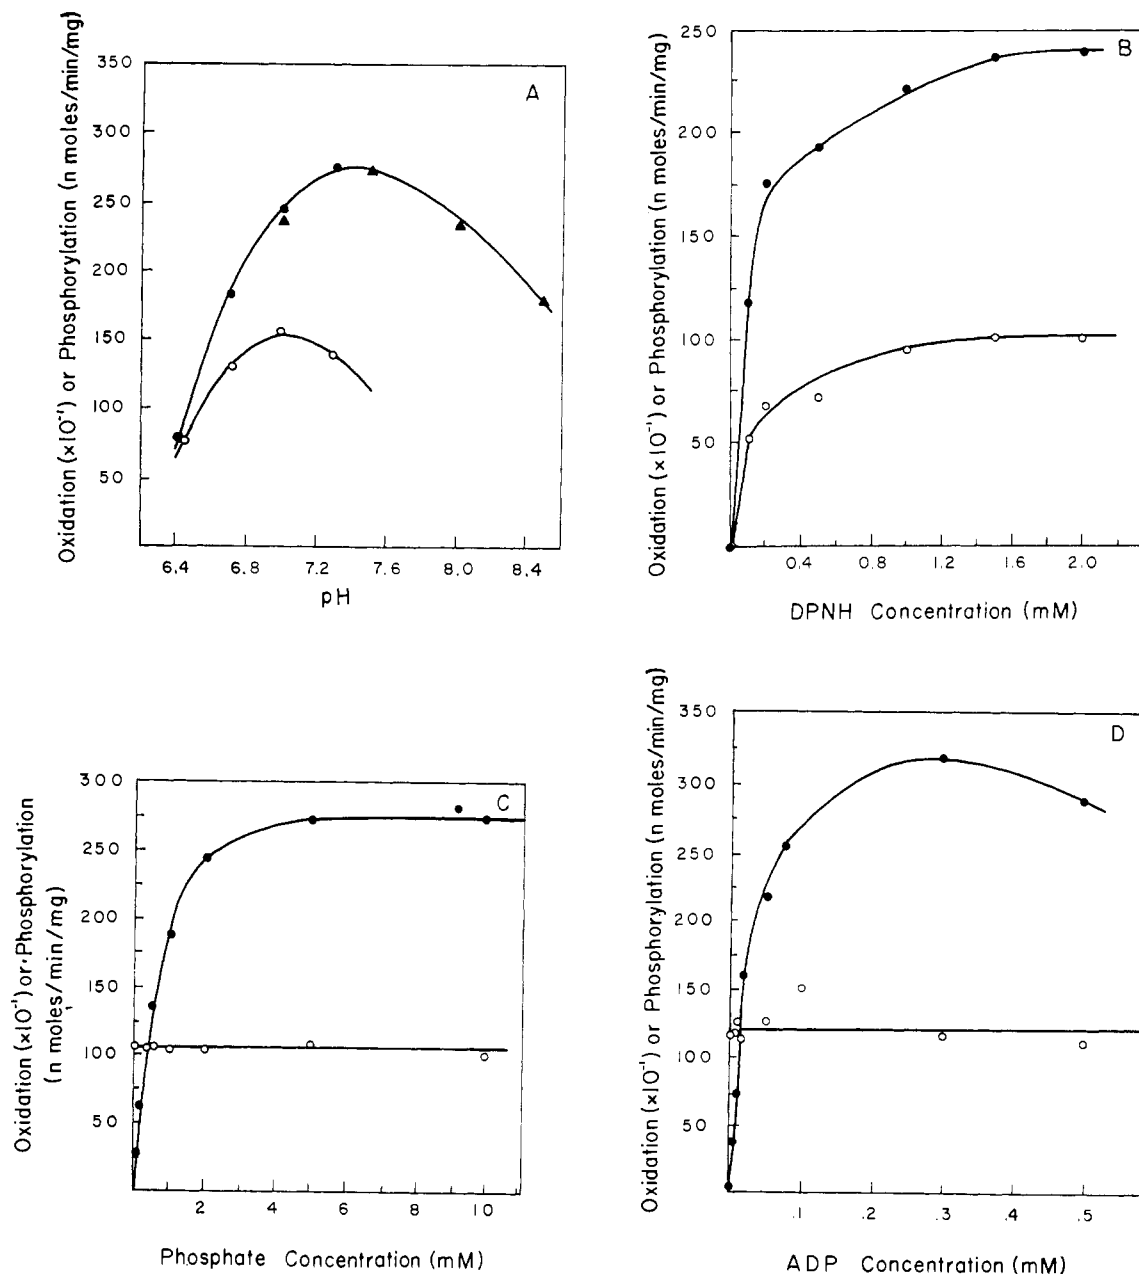 A
Oxidation (×10⁻¹) or Phosphorylation (n moles/min/mg)
350
300
250
200
150
100
50
6.4 6.8 7.2 7.6 8.0 8.4
pH
B
Oxidation (×10⁻¹) or Phosphorylation (n moles/min/mg)
250
200
150
100
50
0.4 0.8 1.2 1.6 2.0
DPNH Concentration (mM)
C
Oxidation (×10⁻¹) or Phosphorylation
(n moles/min/mg)
300
250
200
150
100
50
2 4 6 8 10
Phosphate Concentration (mM)
D
Oxidation (×10⁻¹) or Phosphorylation (n moles/min/mg)
350
300
250
200
150
100
50
.1 .2 .3 .4 .5
ADP Concentration (mM)